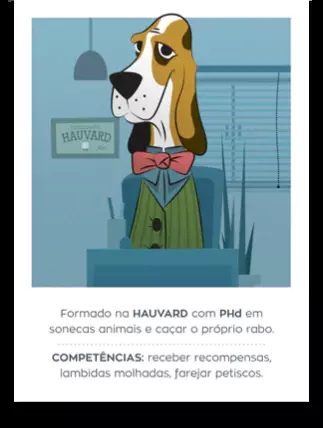 HAUVARD
Formado na HAUVARD com PHd em
sonecas animais e caçar o próprio rabo.
COMPETÊNCIAS: receber recompensas,
lambidas molhadas, farejar petiscos.